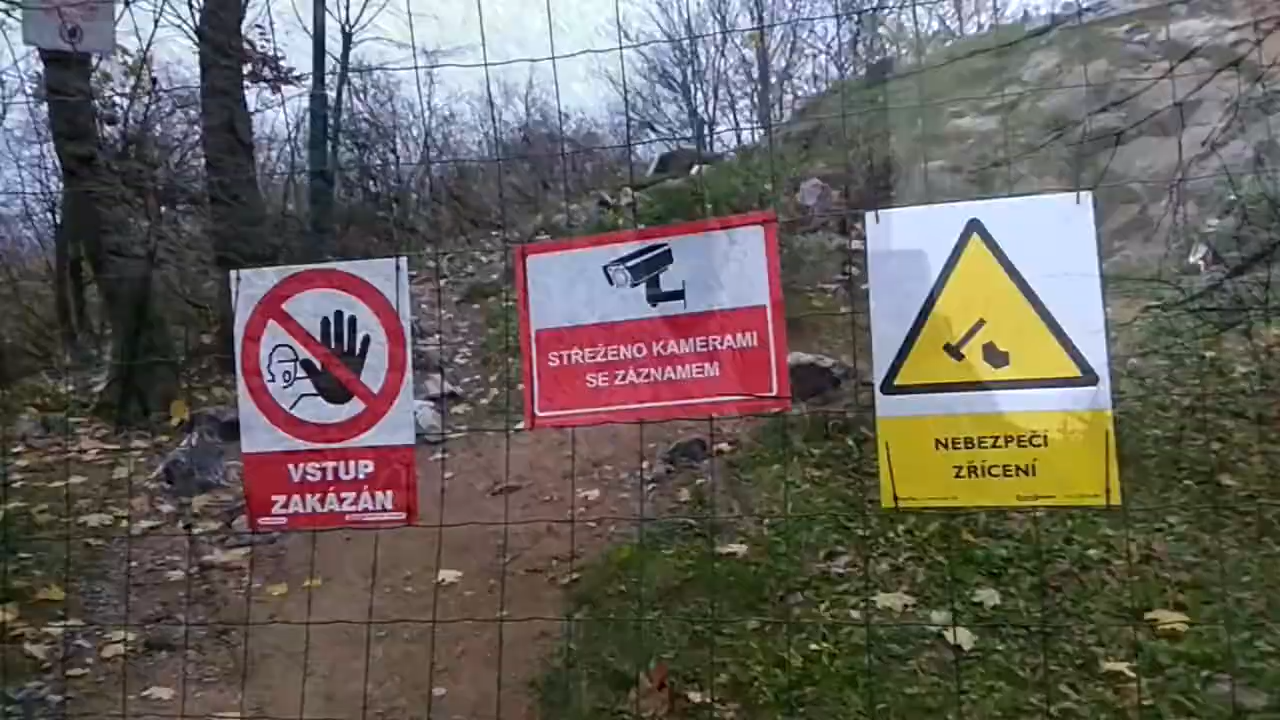 VSTUP
ZAKÁZÁN
STŘEŽENO KAMERAMI
SE ZÁZNAMEM
NEBEZPEČÍ
ZŘÍCENÍ